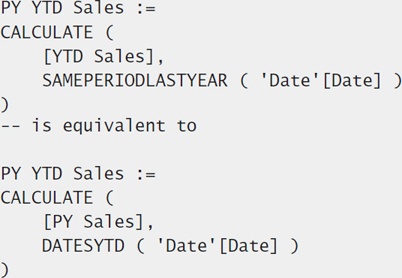 PY YTD Sales :=
CALCULATE (
    [YTD Sales],
    SAMEPERIODLASTYEAR ( 'Date'[Date] )
)
-- is equivalent to
PY YTD Sales :=
CALCULATE (
    [PY Sales],
    DATESYTD ( 'Date'[Date] )
)